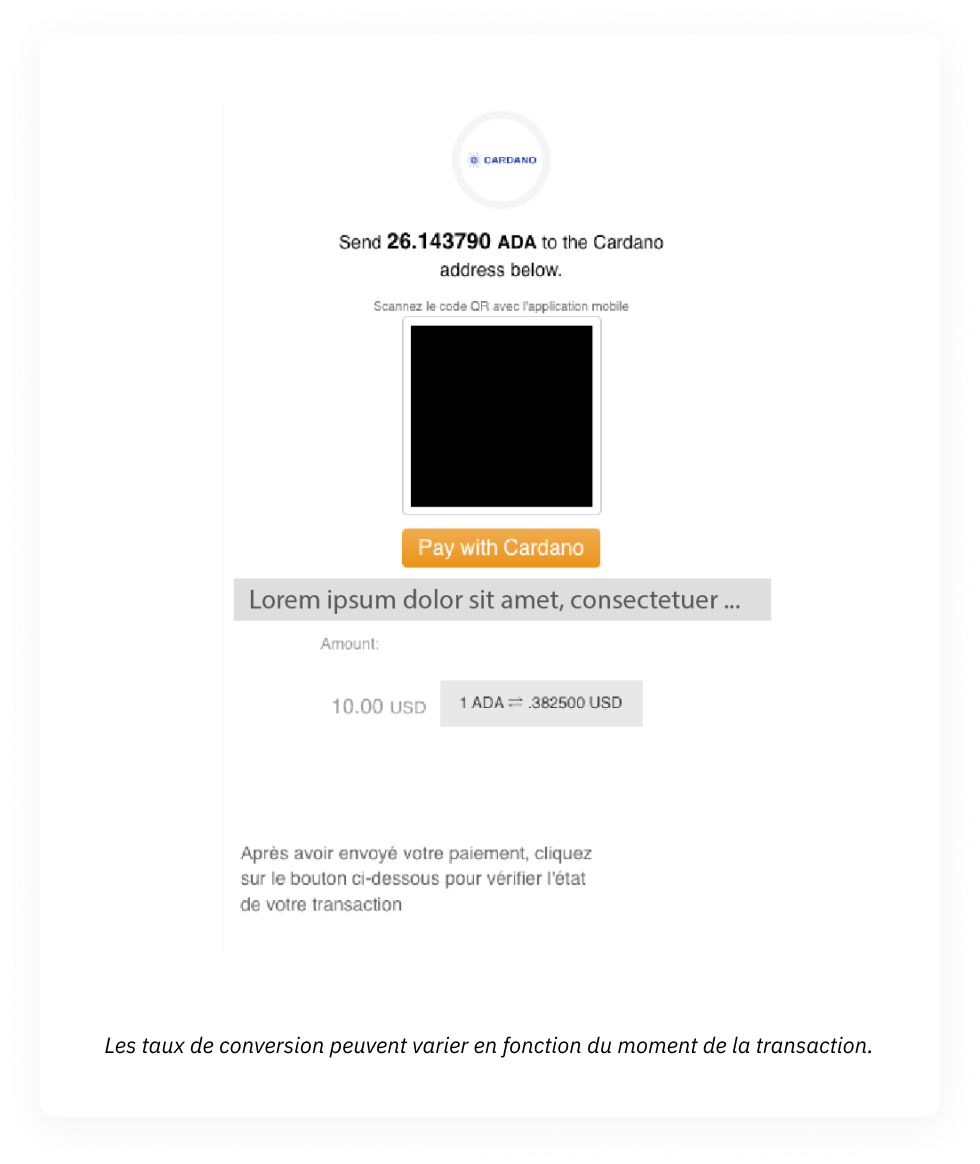 CARDANO
Send 26.143790 ADA to the Cardano
address below.
Scannez le code QR avec l'application mobile
Pay with Cardano
Lorem ipsum dolor sit amet, consectetuer ...
Amount:
10.00 USD 1 ADA ⇌ .382500 USD
Après avoir envoyé votre paiement, cliquez
sur le bouton ci-dessous pour vérifier l'état
de votre transaction
Les taux de conversion peuvent varier en fonction du moment de la transaction.